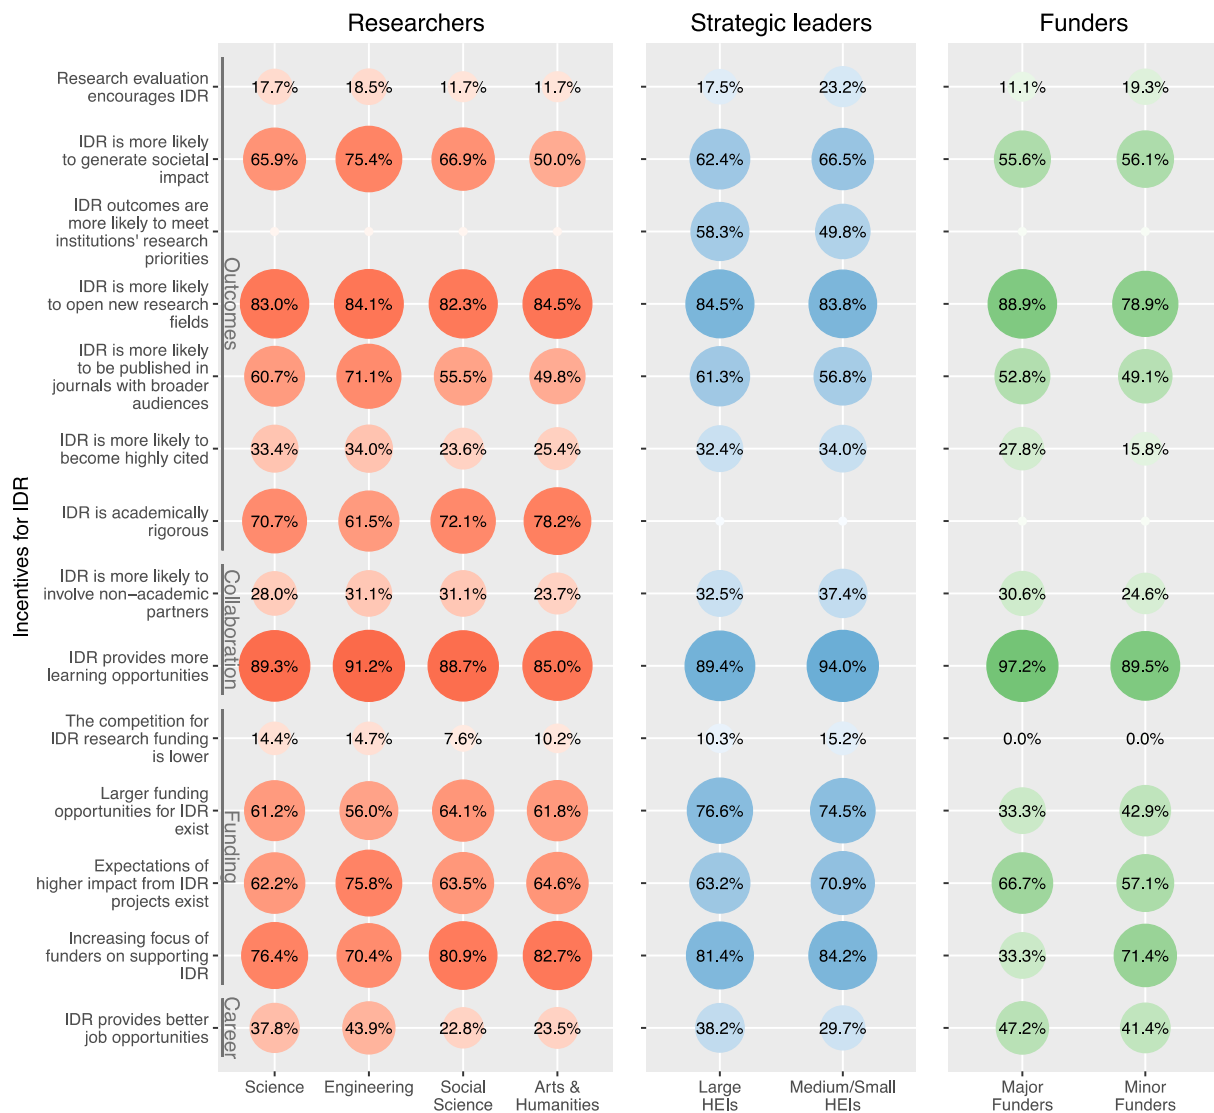 Researchers
Strategic leaders
Funders
Incentives for IDR
Outcomes
Research evaluation
encourages IDR
17.7% 18.5% 11.7% 11.7% 17.5% 23.2% 11.1% 19.3%
IDR is more likely
to generate societal
impact
65.9% 75.4% 66.9% 50.0% 62.4% 66.5% 55.6% 56.1%
IDR outcomes are
more likely to meet
institutions' research
priorities
58.3% 49.8%
IDR is more likely
to open new research
fields
83.0% 84.1% 82.3% 84.5% 84.5% 83.8% 88.9% 78.9%
IDR is more likely
to be published in
journals with broader
audiences
60.7% 71.1% 55.5% 49.8% 61.3% 56.8% 52.8% 49.1%
IDR is more likely to
become highly cited
33.4% 34.0% 23.6% 25.4% 32.4% 34.0% 27.8% 15.8%
IDR is academically
rigorous
70.7% 61.5% 72.1% 78.2%
Collaboration
IDR is more likely to
involve non−academic
partners
28.0% 31.1% 31.1% 23.7% 32.5% 37.4% 30.6% 24.6%
IDR provides more
learning opportunities
89.3% 91.2% 88.7% 85.0% 89.4% 94.0% 97.2% 89.5%
Funding
The competition for
IDR research funding
is lower
14.4% 14.7% 7.6% 10.2% 10.3% 15.2% 0.0% 0.0%
Larger funding
opportunities for IDR
exist
61.2% 56.0% 64.1% 61.8% 76.6% 74.5% 33.3% 42.9%
Expectations of
higher impact from IDR
projects exist
62.2% 75.8% 63.5% 64.6% 63.2% 70.9% 66.7% 57.1%
Increasing focus of
funders on supporting
IDR
76.4% 70.4% 80.9% 82.7% 81.4% 84.2% 33.3% 71.4%
Career
IDR provides better
job opportunities
37.8% 43.9% 22.8% 23.5% 38.2% 29.7% 47.2% 41.4%
Science
Engineering
Social
Science
Arts &
Humanities
Large
HEIs
Medium/Small
HEIs
Major
Funders
Minor
Funders